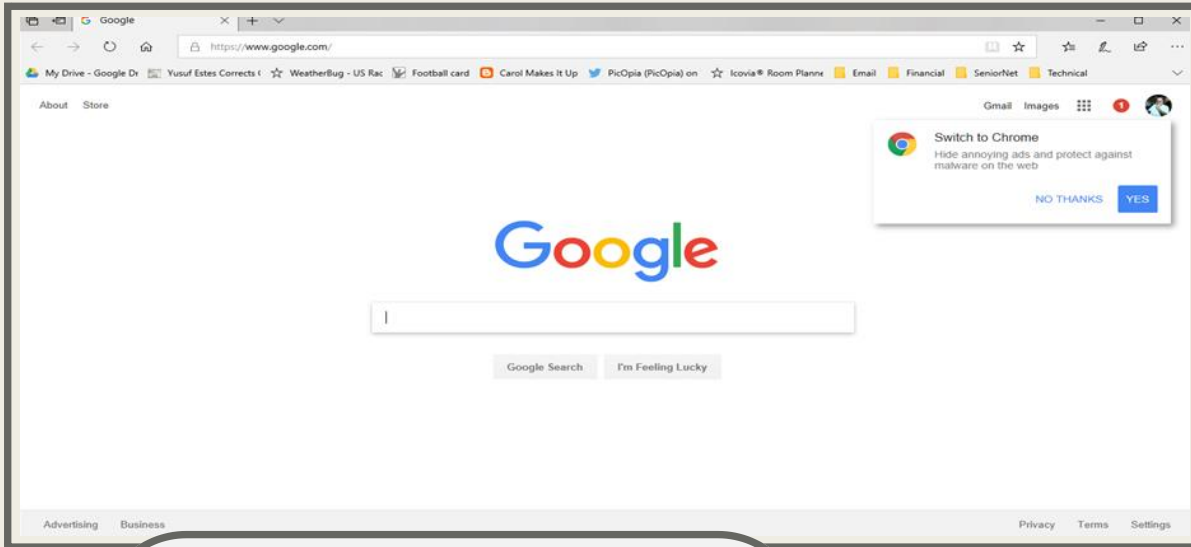 Google
https://www.google.com/
My Drive - Google Dr Yusuf Estes Corrects ( WeatherBug - US Rac Football card Carol Makes It Up PicOpia (PicOpia) on Icovia® Room Planne Email Financial SeniorNet Technical
About Store
Gmail Images 1
Switch to Chrome
Hide annoying ads and protect against
malware on the web
NO THANKS YES
Google
Google Search I'm Feeling Lucky
Advertising Business Privacy Terms Settings